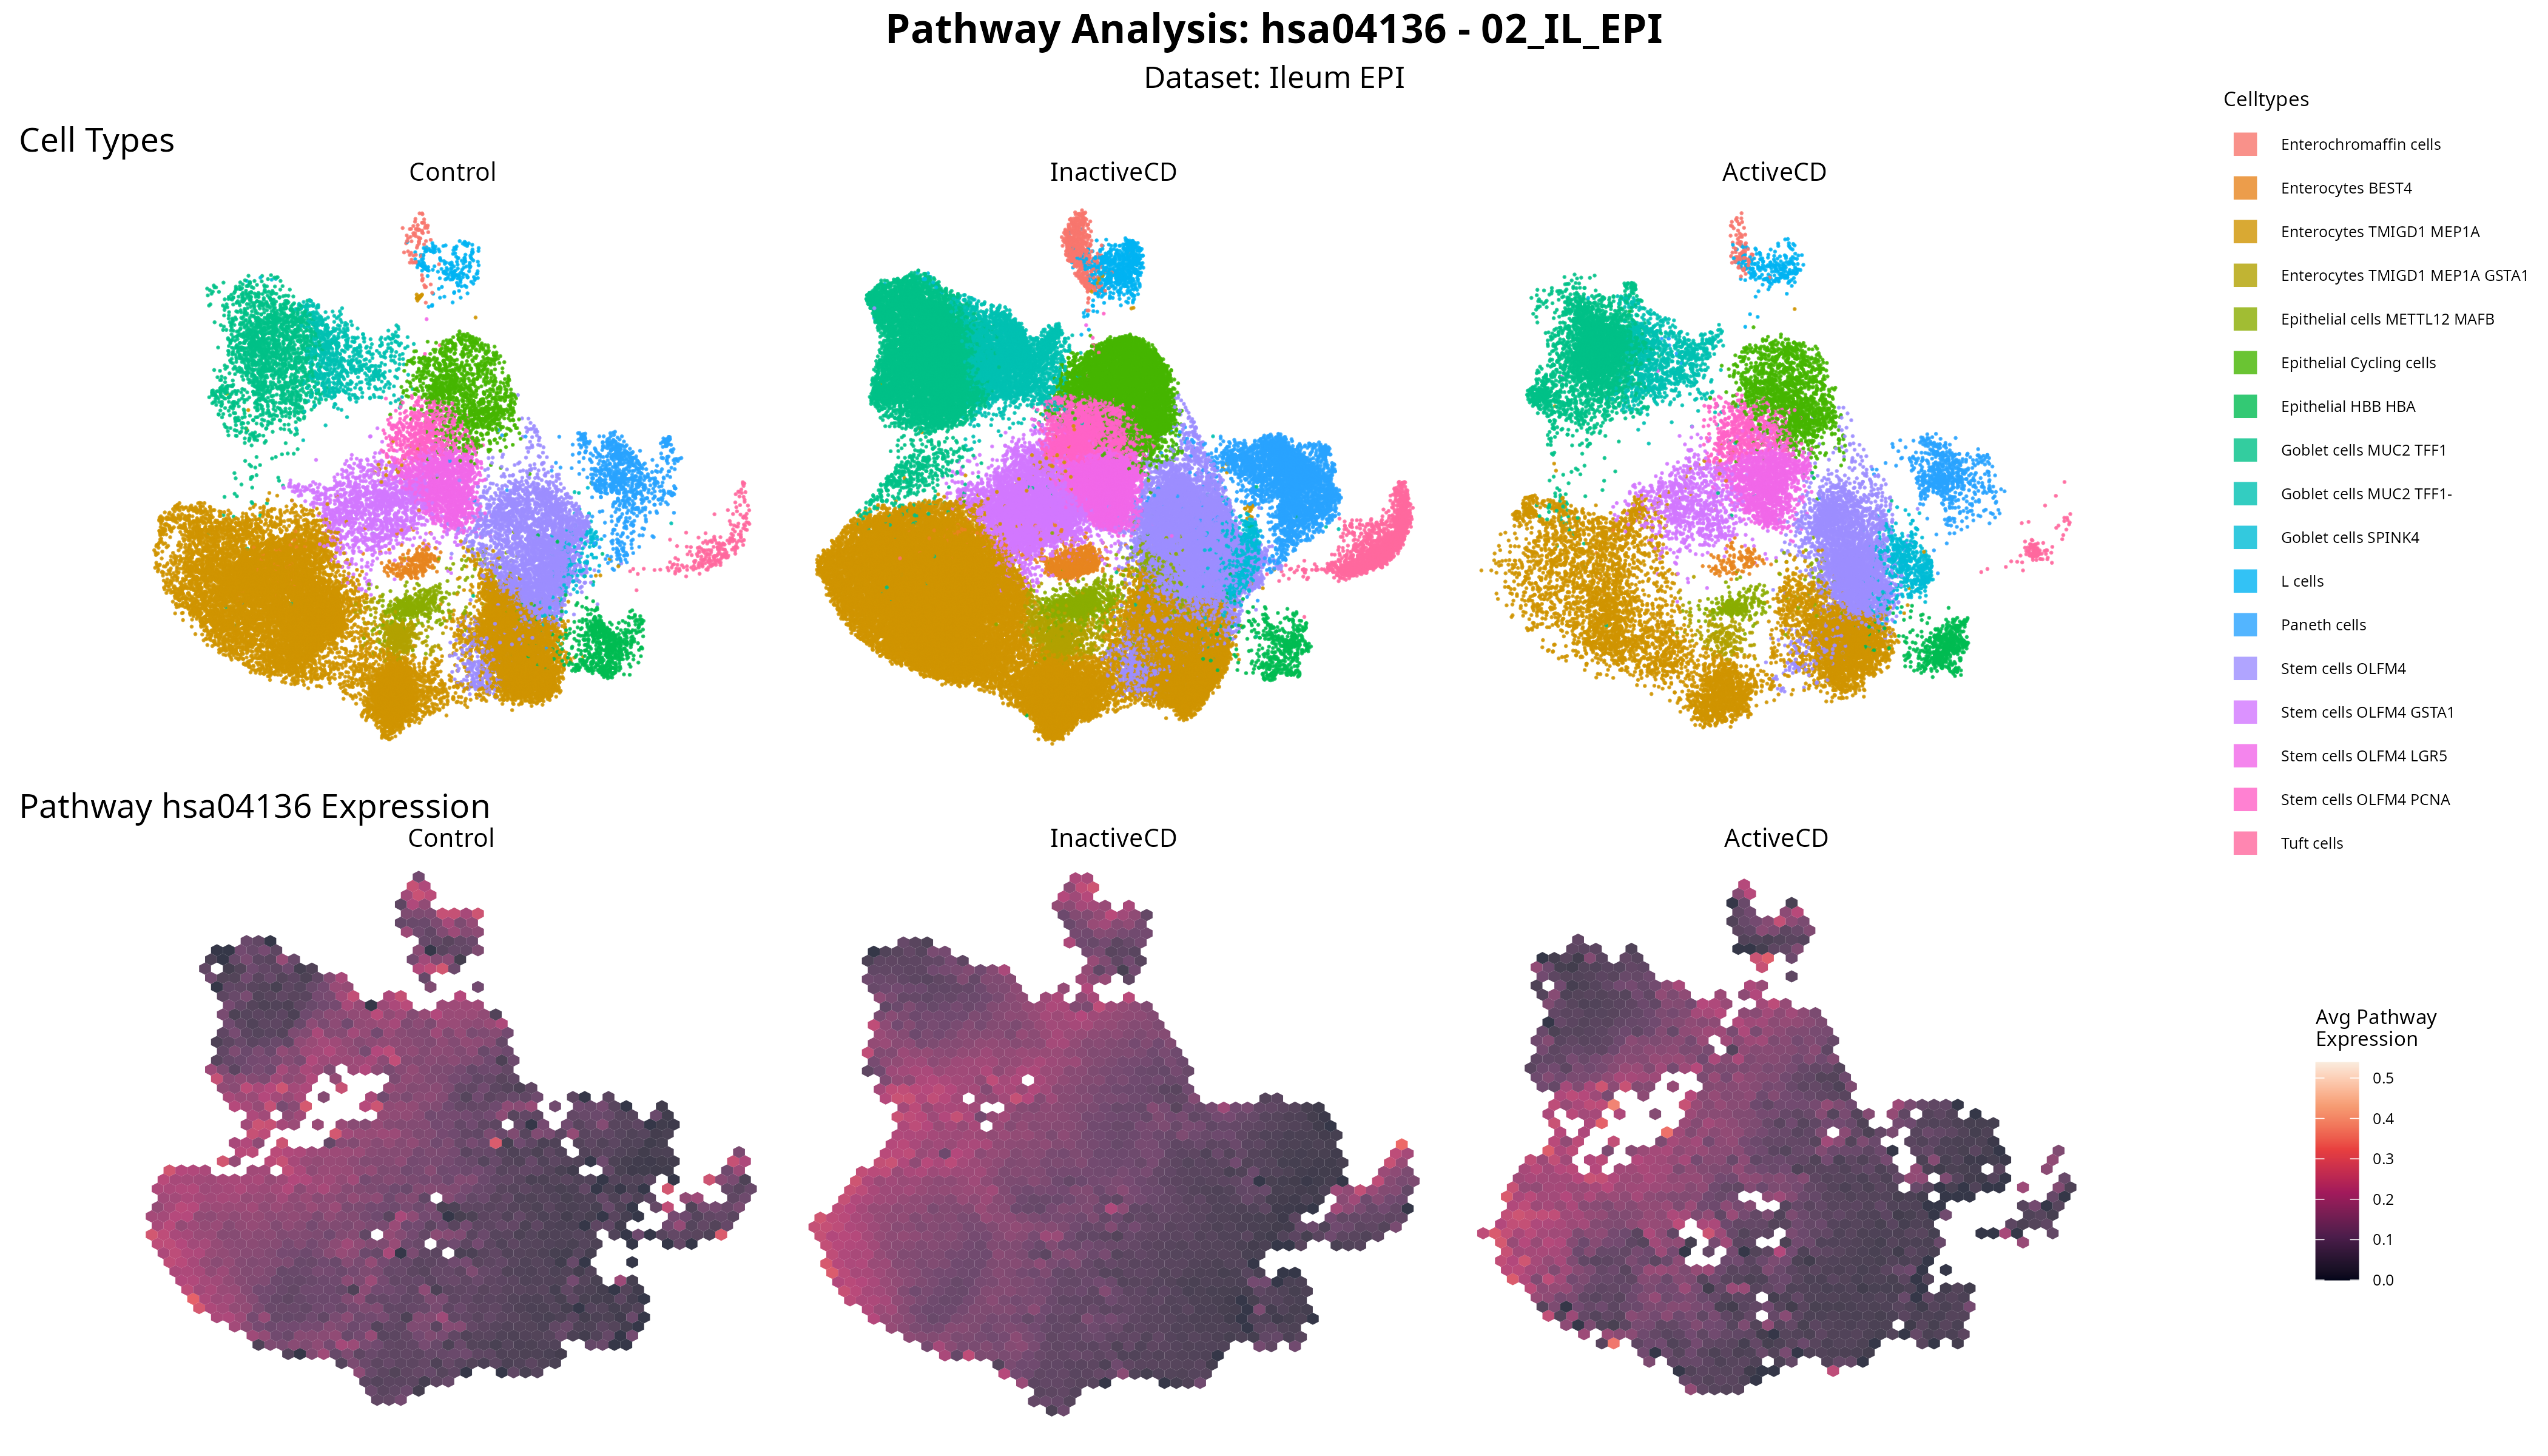 Pathway Analysis: hsa04136 - 02_IL_EPI
Dataset: Ileum EPI
Cell Types
Control
InactiveCD
ActiveCD
Celltypes
Enterochromaffin cells
Enterocytes BEST4
Enterocytes TMIGD1 MEP1A
Enterocytes TMIGD1 MEP1A GSTA1
Epithelial cells METTL12 MAFB
Epithelial Cycling cells
Epithelial HBB HBA
Goblet cells MUC2 TFF1
Goblet cells MUC2 TFF1-
Goblet cells SPINK4
L cells
Paneth cells
Stem cells OLFM4
Stem cells OLFM4 GSTA1
Stem cells OLFM4 LGR5
Stem cells OLFM4 PCNA
Tuft cells
Pathway hsa04136 Expression
Control
InactiveCD
ActiveCD
Avg Pathway
Expression
0.5
0.4
0.3
0.2
0.1
0.0